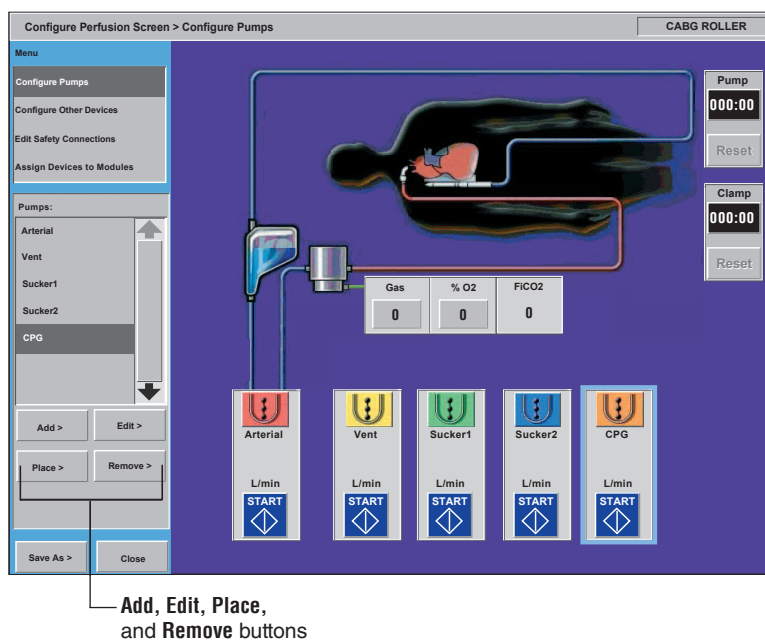 Configure Perfusion Screen > Configure Pumps
CABG ROLLER
Menu
Configure Pumps
Configure Other Devices
Edit Safety Connections
Assign Devices to Modules
Pumps:
Arterial
Vent
Sucker1
Sucker2
CPG
Add >
Edit >
Place >
Remove >
Save As >
Close
Pump
000:00
Reset
Clamp
000:00
Reset
Gas
% O2
FiCO2
0
0
0
Arterial
Vent
Sucker1
Sucker2
CPG
L/min
L/min
L/min
L/min
L/min
START
START
START
START
START
Add, Edit, Place,
and Remove buttons